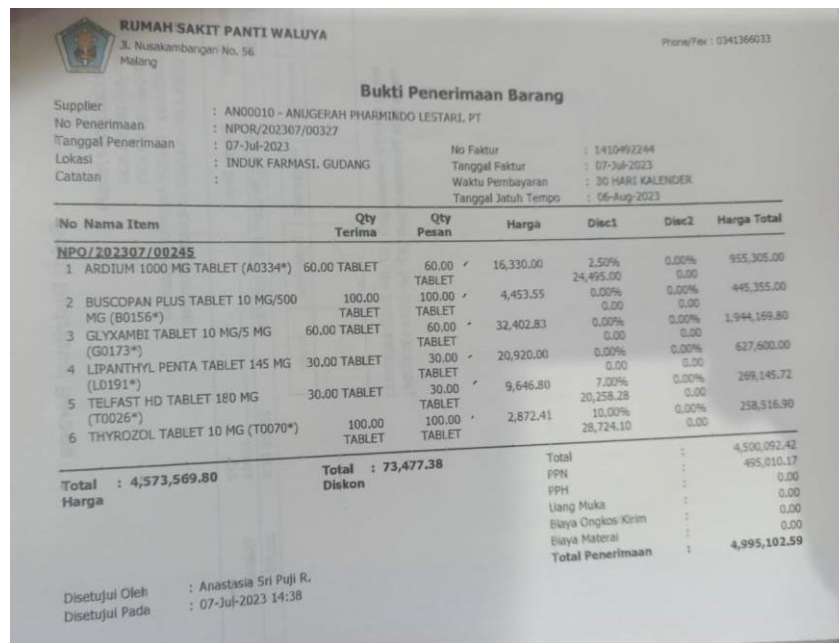 RUMAH SAKIT PANTI WALUYA
Jl. Nusakambangan No. 56
Malang
Phone/Fax : 0341366033
Bukti Penerimaan Barang
Supplier : AN00010 - ANUGERAH PHARMINDO LESTARI, PT
No Penerimaan : NPOR/202307/00327
Tanggal Penerimaan : 07-Jul-2023
Lokasi : INDUK FARMASI. GUDANG
Catatan :
No Faktur : 1410492244
Tanggal Faktur : 07-Jul-2023
Waktu Pembayaran : 30 HARI KALENDER
Tanggal Jatuh Tempo : 06-Aug-2023
No Nama Item Qty Terima Qty Pesan Harga Disc1 Disc2 Harga Total
NPO/202307/00245
1 ARDIUM 1000 MG TABLET (A0334*) 60.00 TABLET 60.00 16,330.00 2.50% 0.00% 955,305.00
TABLET 24,495.00 0.00
2 BUSCOPAN PLUS TABLET 10 MG/500 100.00 100.00 4,453.55 0.00% 0.00% 445,355.00
MG (B0156*) TABLET TABLET 0.00 0.00
3 GLYXAMBI TABLET 10 MG/5 MG 60.00 TABLET 60.00 32,402.83 0.00% 0.00% 1,944,169.80
(G0173*) TABLET 0.00 0.00
4 LIPANTHYL PENTA TABLET 145 MG 30.00 TABLET 30.00 20,920.00 0.00% 0.00% 627,600.00
(L0191*) TABLET 0.00 0.00
5 TELFAST HD TABLET 180 MG 30.00 TABLET 30.00 9,646.80 7.00% 0.00% 269,145.72
(T0026*) TABLET 20,258.28 0.00
6 THYROZOL TABLET 10 MG (T0070*) 100.00 100.00 2,872.41 10.00% 0.00% 258,516.90
TABLET TABLET 28,724.10 0.00
Total Harga : 4,573,569.80
Total Diskon : 73,477.38
Total : 4,500,092.42
PPN : 495,010.17
PPH : 0.00
Uang Muka : 0.00
Biaya Ongkos Kirim : 0.00
Biaya Materai : 0.00
Total Penerimaan : 4,995,102.59
Disetujui Oleh : Anastasia Sri Puji R.
Disetujui Pada : 07-Jul-2023 14:38